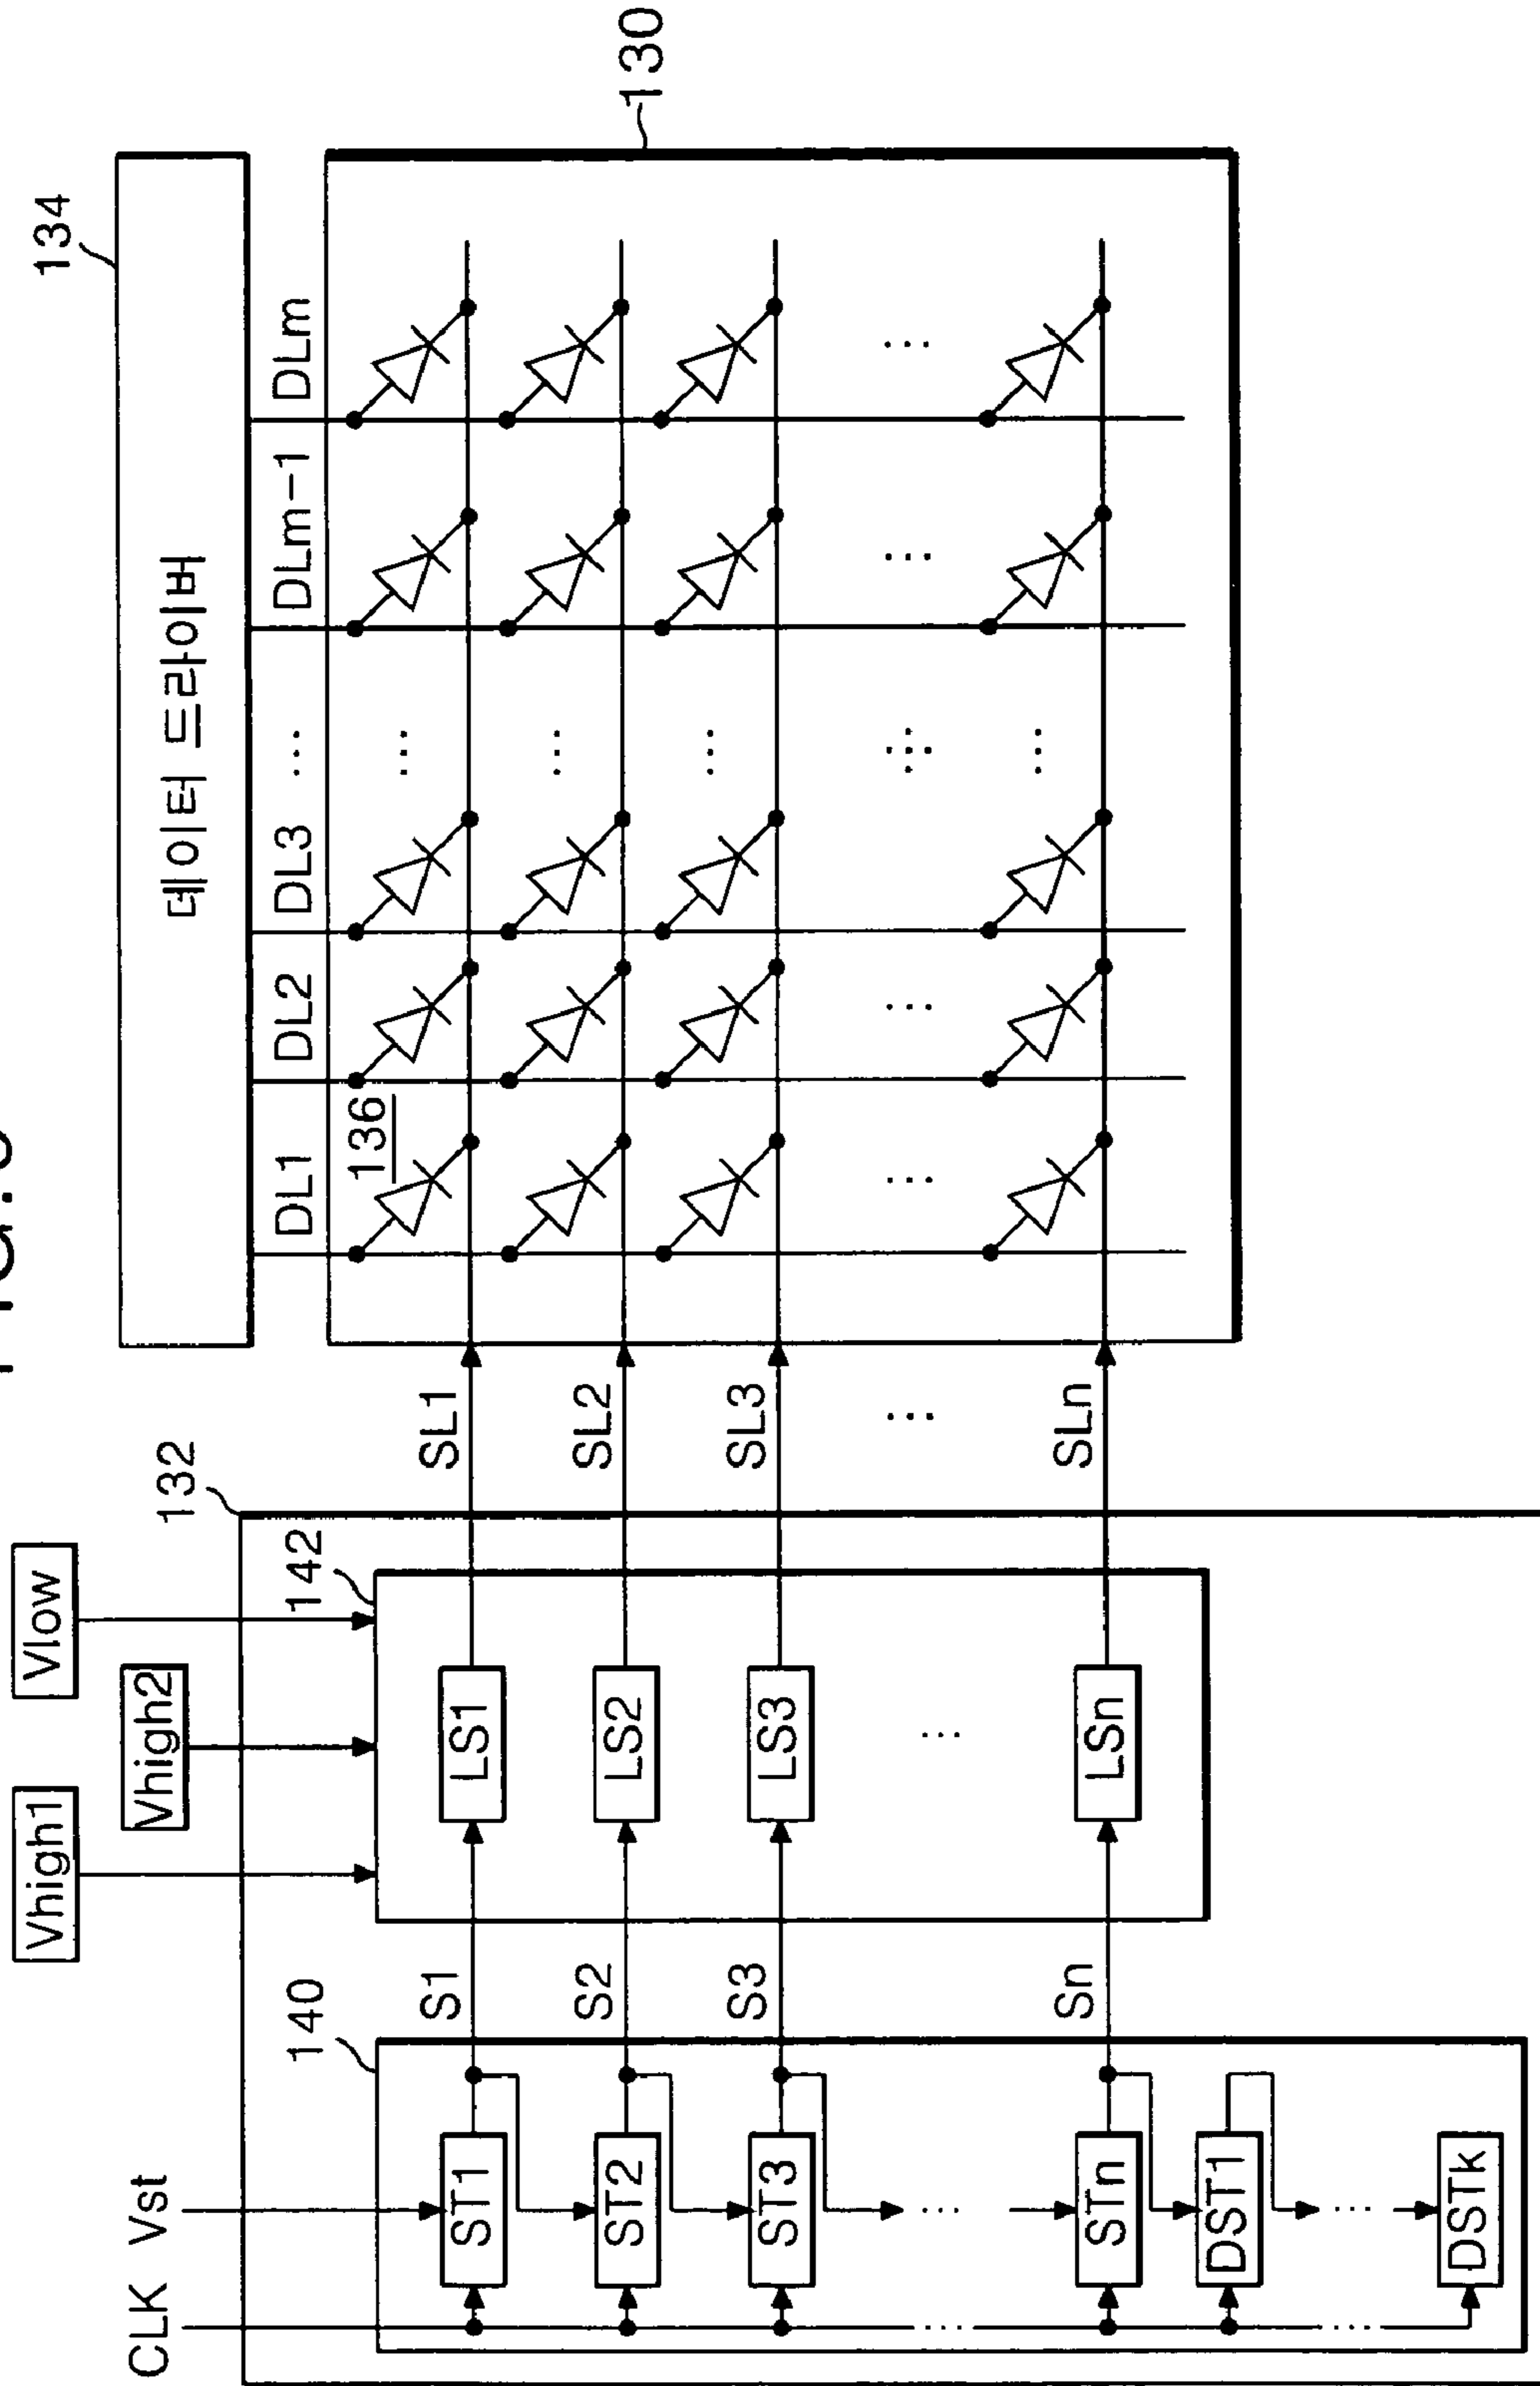 134
데이터 드라이버
DL1 DL2 DL3 ... DLm-1 DLm
130
136
Vhigh1
Vhigh2
Vlow
132
CLK Vst
140
142
ST1 S1 LS1 SL1
ST2 S2 LS2 SL2
ST3 S3 LS3 SL3
... ... ...
STn Sn LSn SLn
DST1
...
DSTk